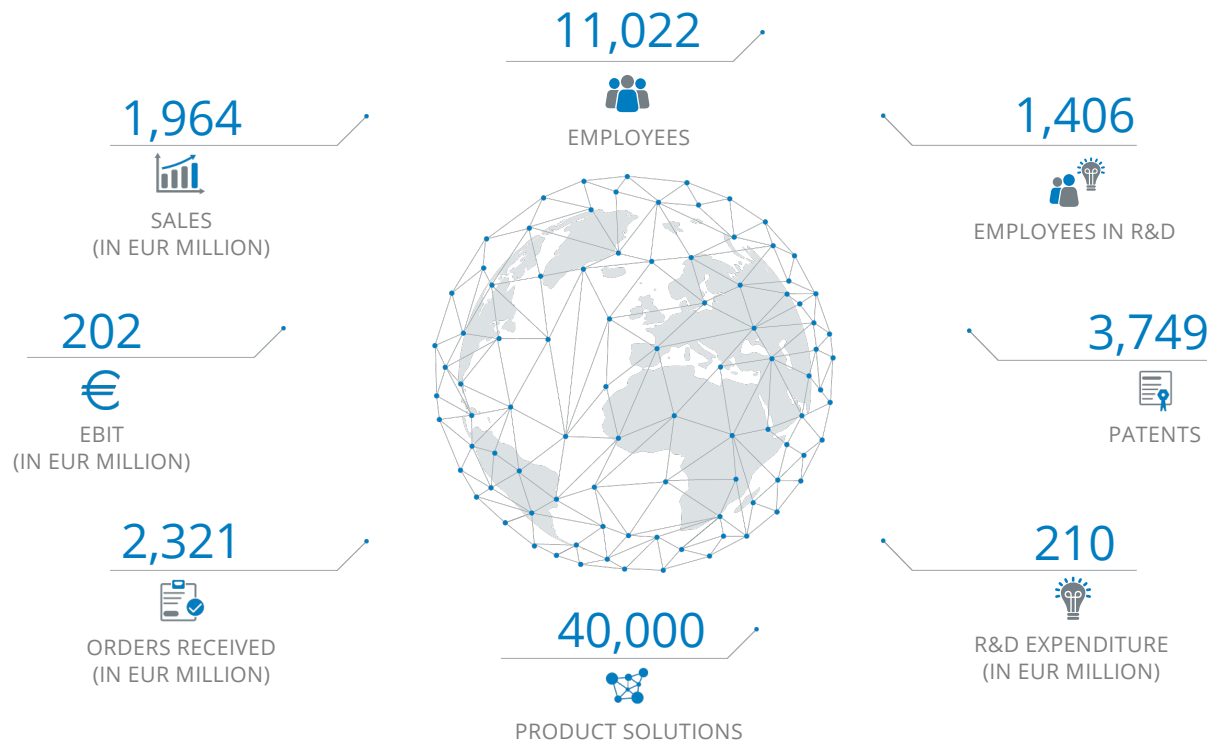 11,022
EMPLOYEES
1,964
SALES
(IN EUR MILLION)
1,406
EMPLOYEES IN R&D
202
EBIT
(IN EUR MILLION)
3,749
PATENTS
2,321
ORDERS RECEIVED
(IN EUR MILLION)
210
R&D EXPENDITURE
(IN EUR MILLION)
40,000
PRODUCT SOLUTIONS